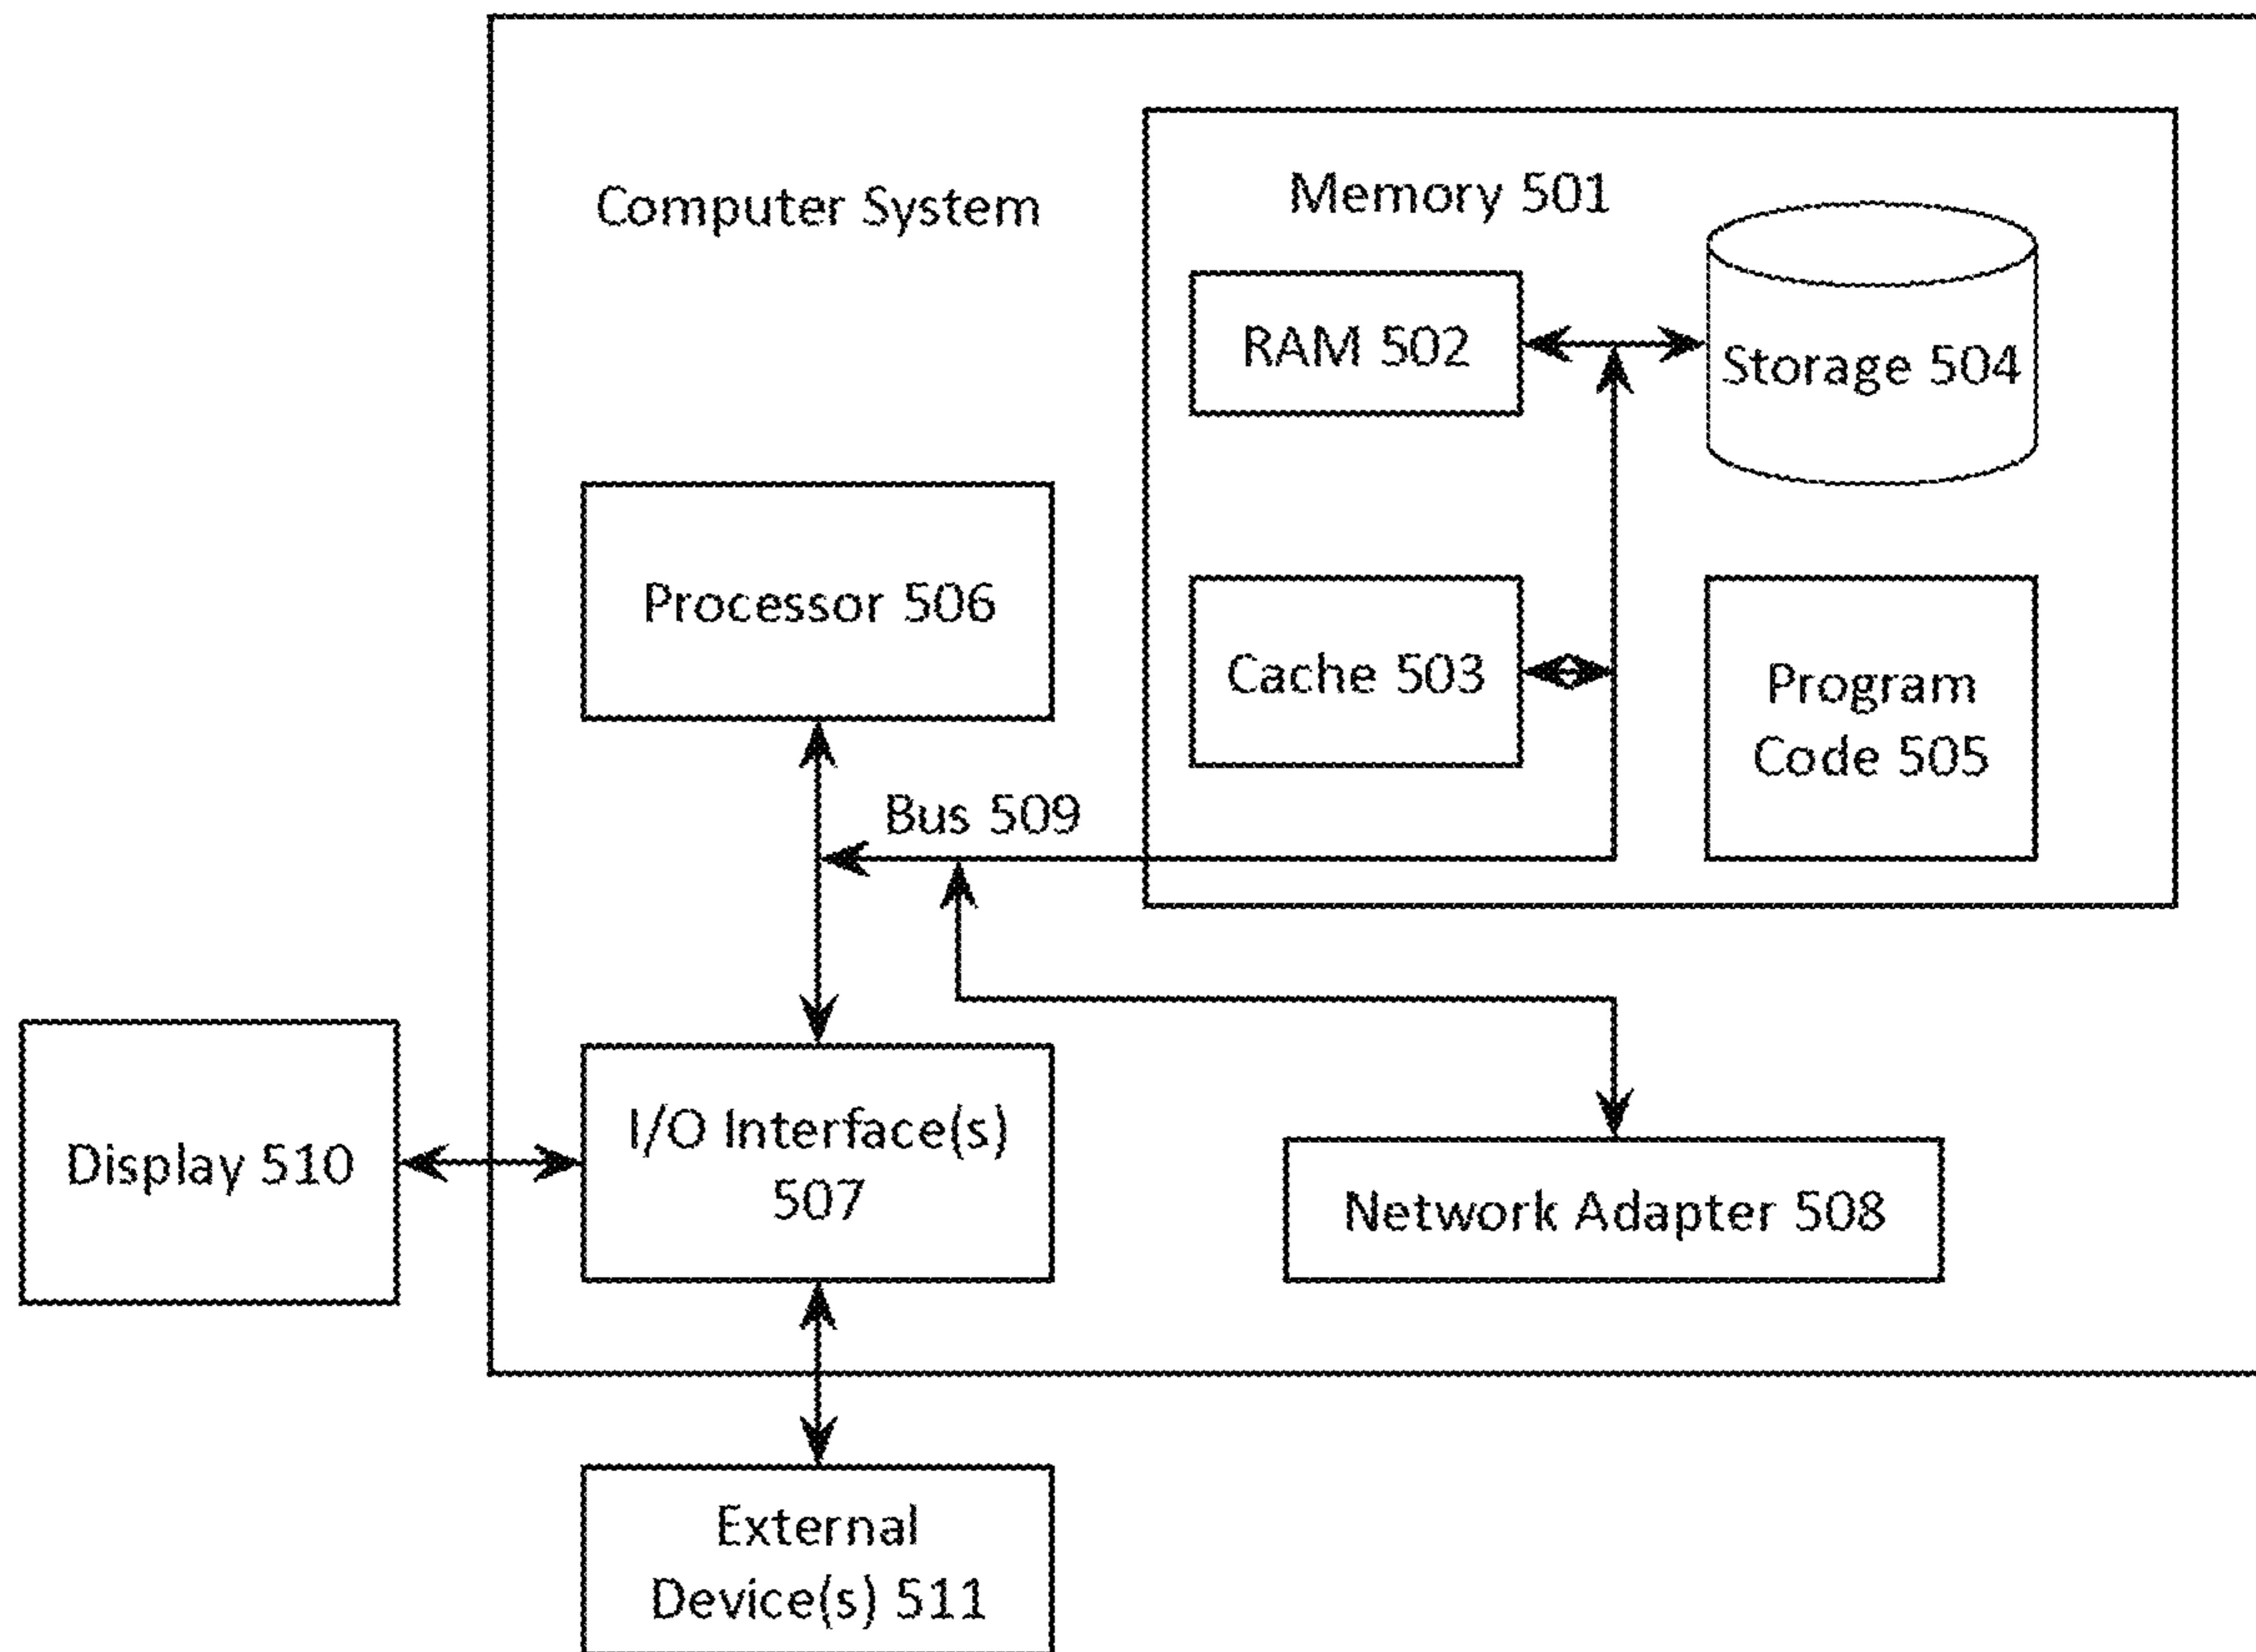 Computer System
Memory 501
RAM 502
Storage 504
Processor 506
Cache 503
Program
Code 505
Bus 509
Display 510
I/O Interface(s)
507
Network Adapter 508
External
Device(s) 511